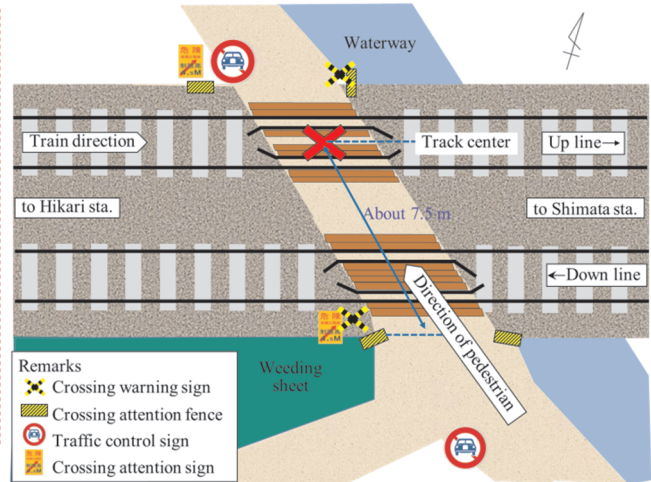 Waterway
Train direction
Track center
Up line→
About 7.5 m
to Hikari sta.
to Shimata sta.
←Down line
Direction of pedestrian
Weeding
sheet
Remarks
Crossing warning sign
Crossing attention fence
Traffic control sign
Crossing attention sign